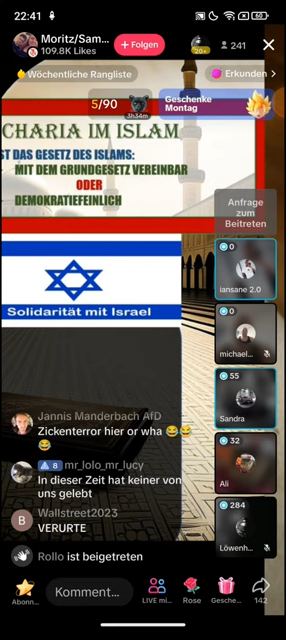 22:41
60
Moritz/Sam...
109.8K Likes
+ Folgen
20+
241
Wöchentliche Rangliste
Erkunden >
5/90
3h34m
Geschenke
Montag
CHARIA IM ISLAM
ST DAS GESETZ DES ISLAMS:
MIT DEM GRUNDGESETZ VEREINBAR
ODER
DEMOKRATIEFEINLICH
Anfrage
zum
Beitreten
0
iansane 2.0
Solidarität mit Israel
0
michael...
55
Sandra
32
Ali
284
Löwenh...
Jannis Manderbach AfD
Zickenterror hier or wha 😂😂
😂
8 mr_lolo_mr_lucy
In dieser Zeit hat keiner von
uns gelebt
B
Wallstreet2023
VERURTE
Rollo ist beigetreten
Kommentar...
Abonn...
LIVE mi...
Rose
Gesche...
142